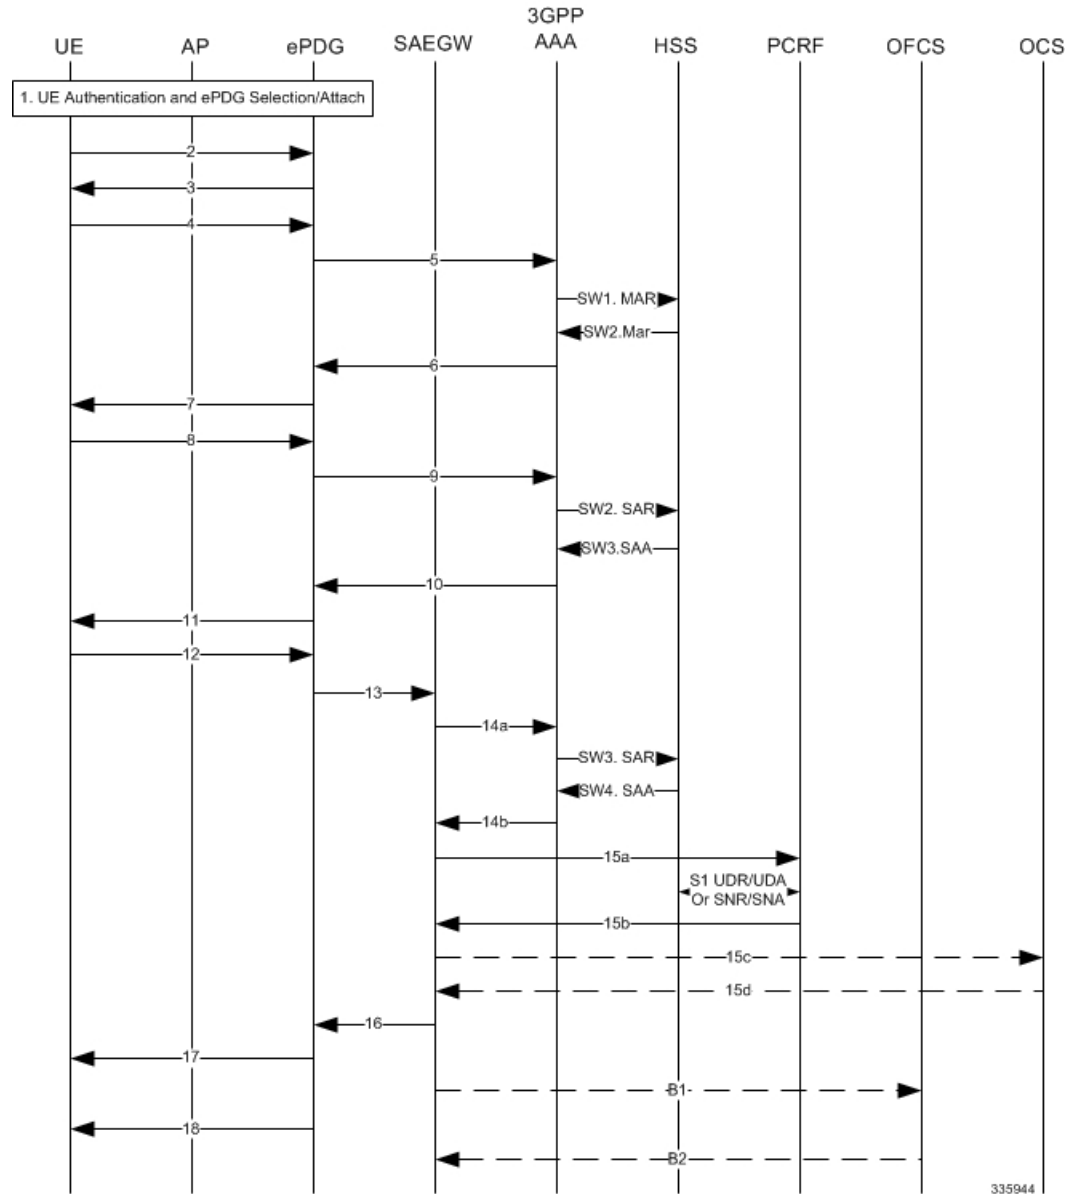 3GPP
UE AP ePDG SAEGW AAA HSS PCRF OFCS OCS
1. UE Authentication and ePDG Selection/Attach
2
3
4
5
SW1. MAR
SW2.Mar
6
7
8
9
SW2. SAR
SW3.SAA
10
11
12
13
14a
SW3. SAR
SW4. SAA
14b
15a
S1 UDR/UDA
Or SNR/SNA
15b
15c
15d
16
17
B1
18
B2
335944